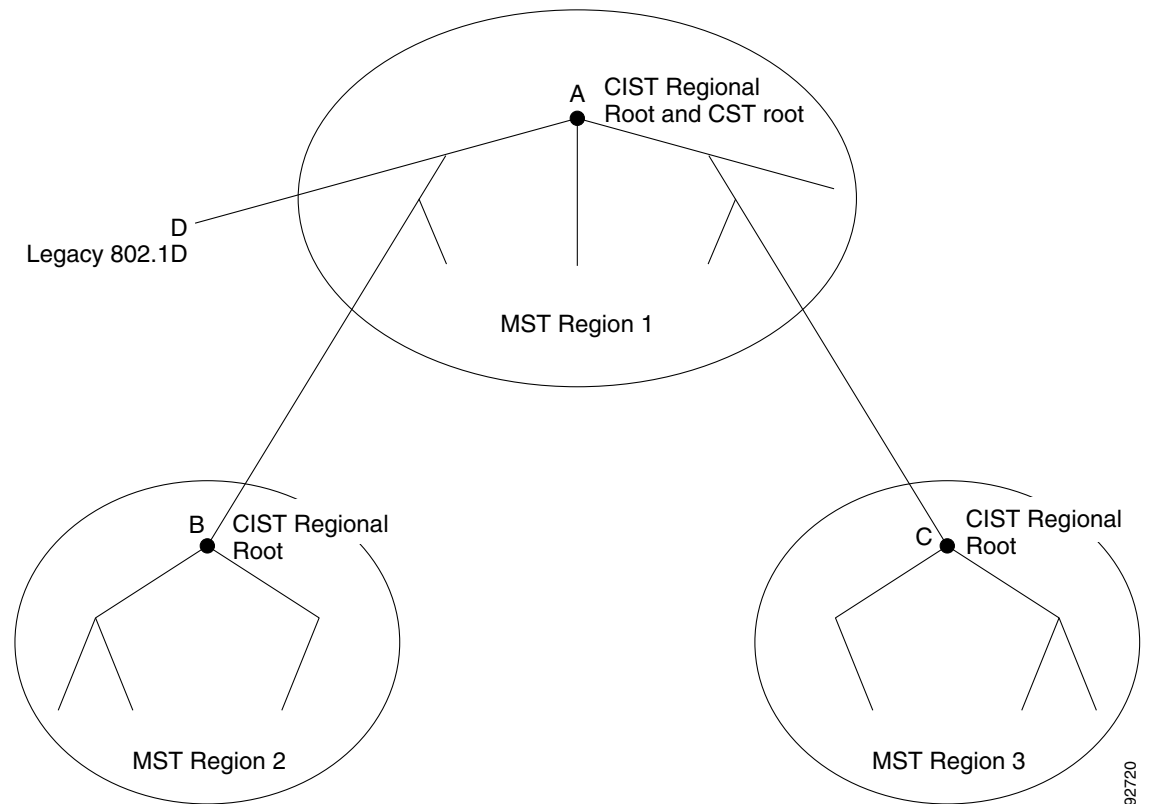 A
CIST Regional
Root and CST root
D
Legacy 802.1D
MST Region 1
B
CIST Regional
Root
C
CIST Regional
Root
MST Region 2
MST Region 3
92720